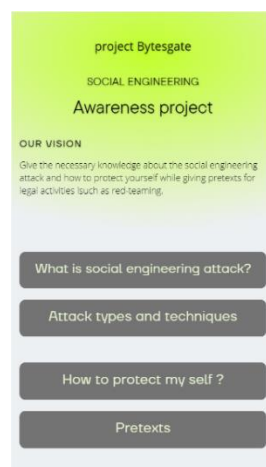 project Bytesgate
SOCIAL ENGINEERING
Awareness project
OUR VISION
Give the necessary knowledge about the social engineering
attack and how to protect yourself while giving pretexts for
legal activities lsuch as red-teaming.
What is social engineering attack?
Attack types and techniques
How to protect my self ?
Pretexts